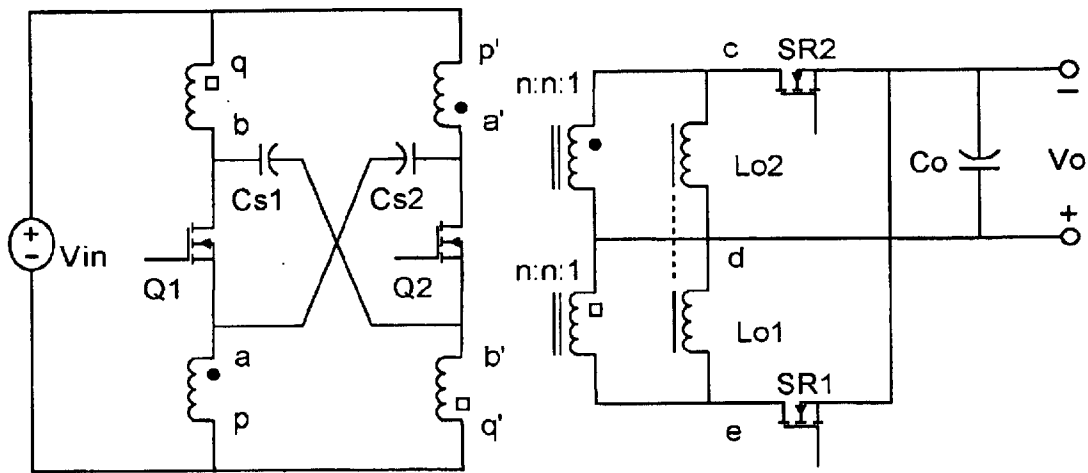 q
p'
c
SR2
n:n:1
b
a'
−
Cs1
Cs2
Lo2
Co
Vo
+
-
Vin
+
Q1
Q2
d
n:n:1
a
b'
Lo1
p
q'
SR1
e